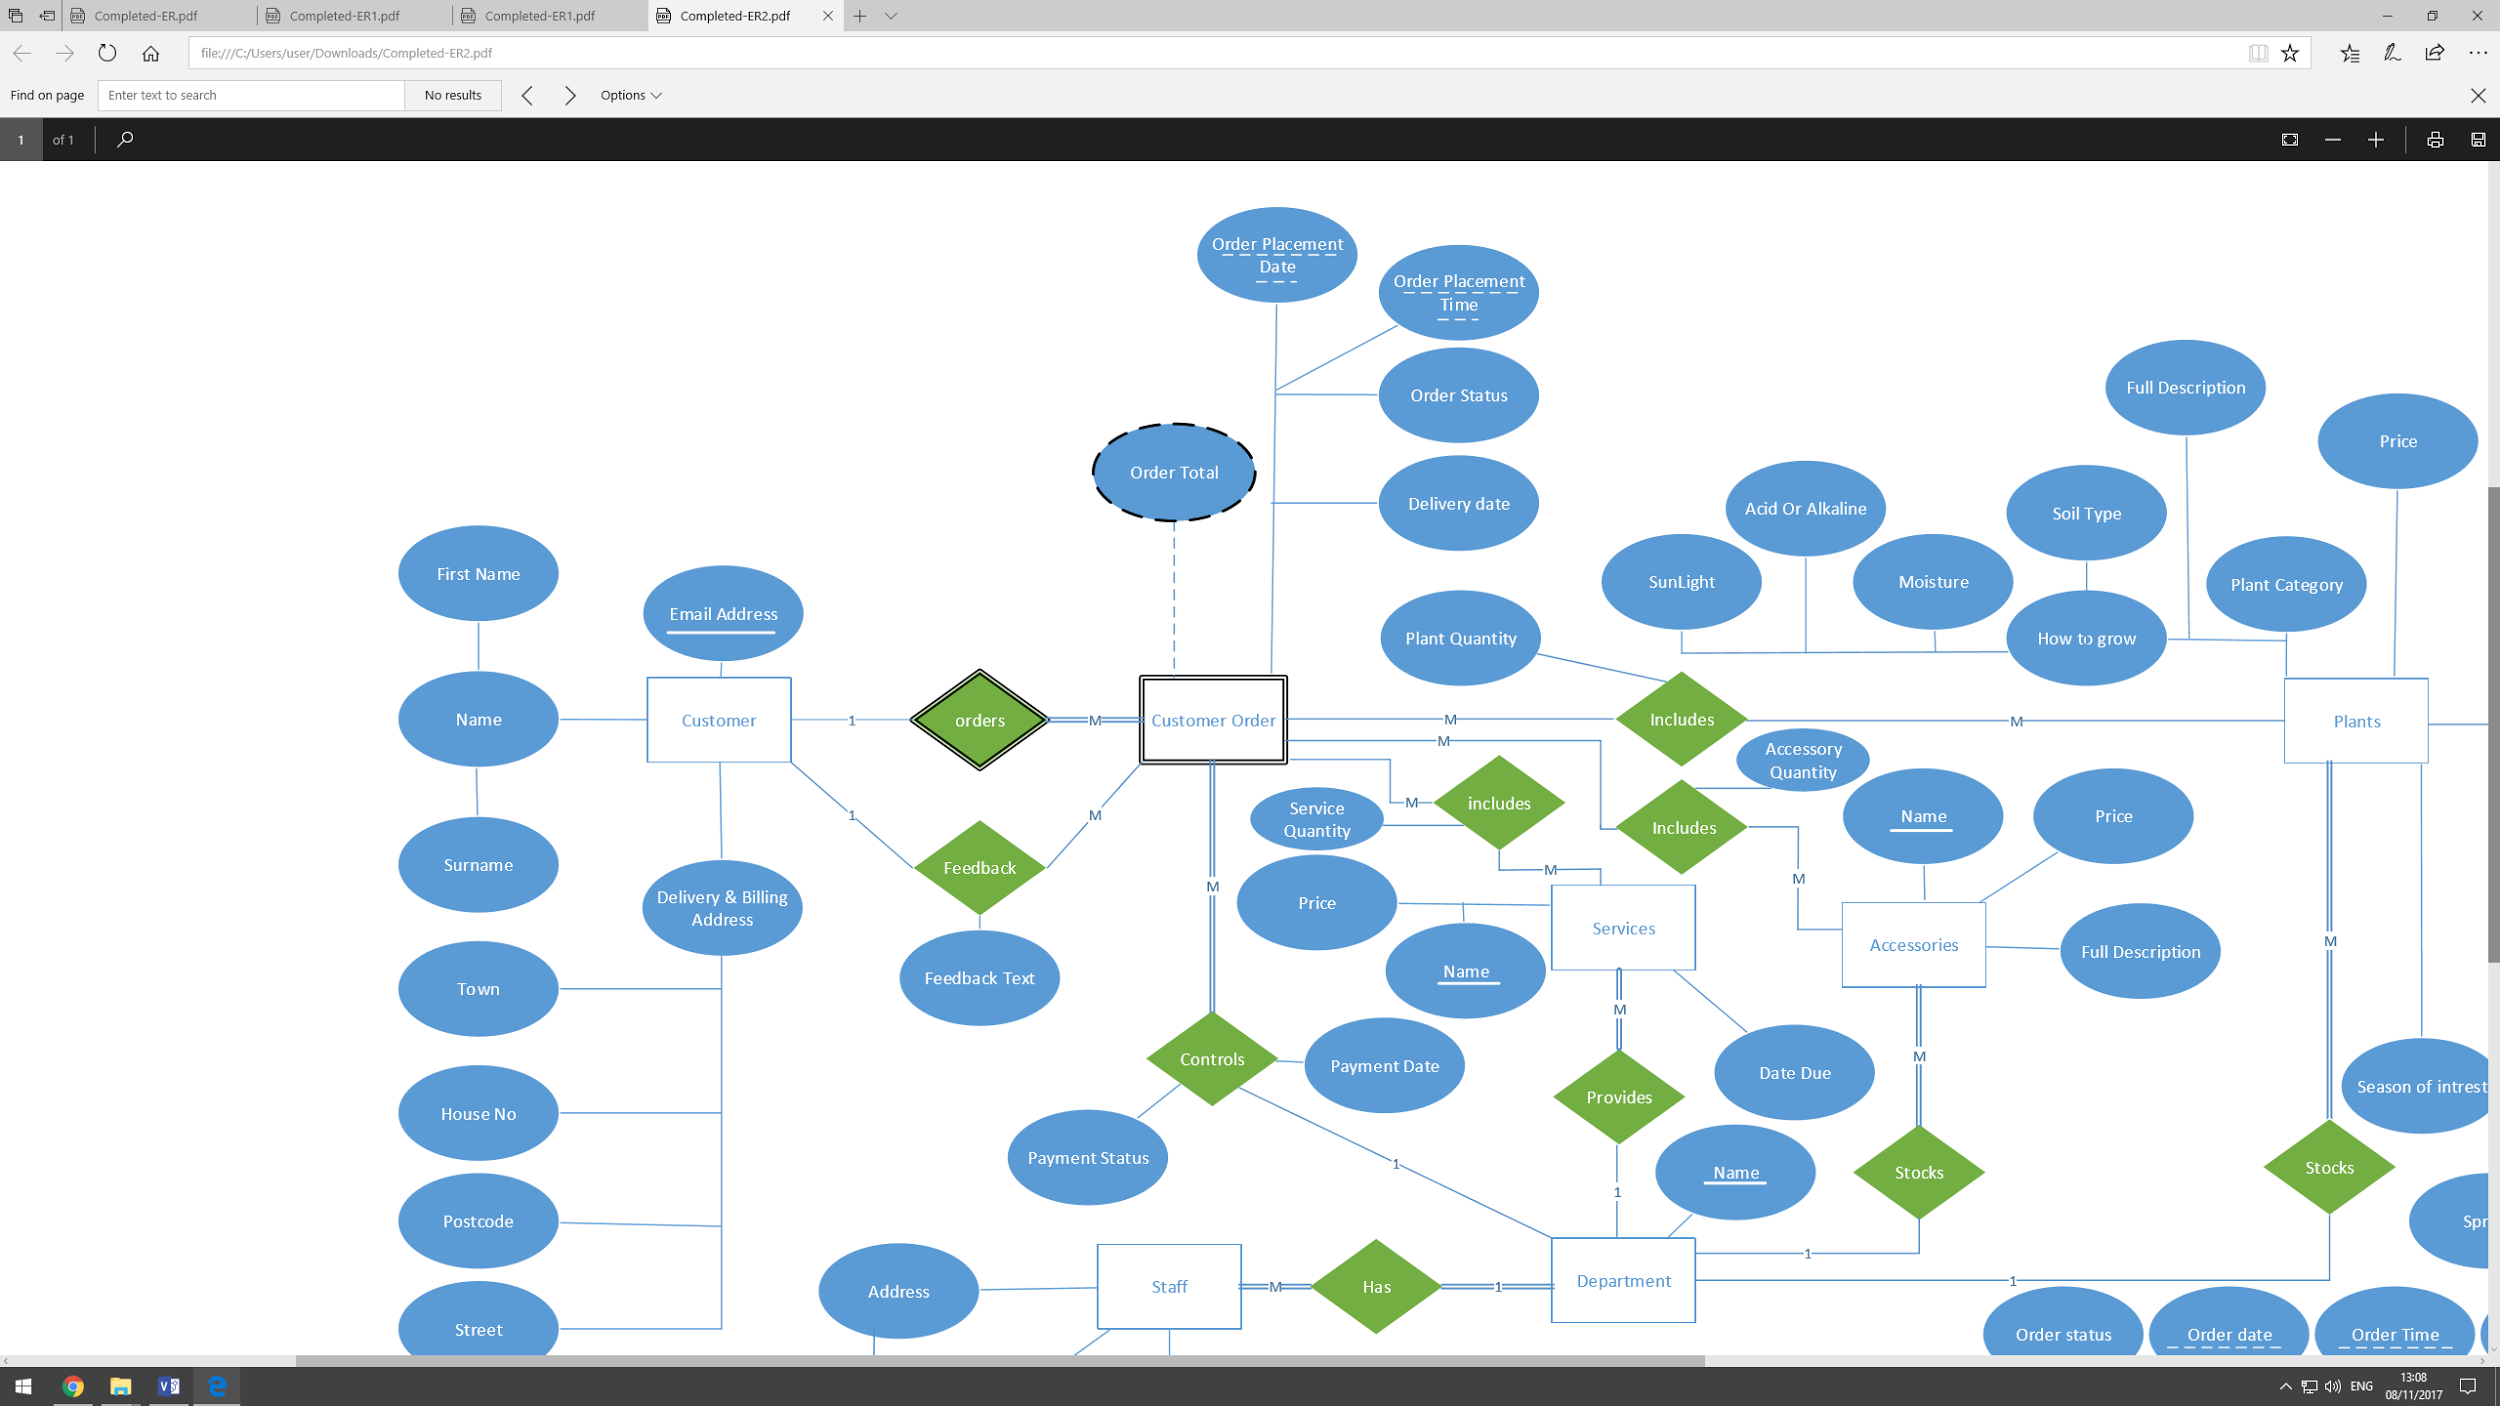 Completed-ER.pdf
Completed-ER1.pdf
Completed-ER1.pdf
Completed-ER2.pdf
file:///C:/Users/user/Downloads/Completed-ER2.pdf
Find on page
Enter text to search
No results
Options
1
of 1
Order Placement
Date
Order Placement
Time
Order Status
Full Description
Price
Order Total
Delivery date
Acid Or Alkaline
Soil Type
First Name
Email Address
SunLight
Moisture
Plant Category
Plant Quantity
How to grow
Name
Customer
1
orders
M
Customer Order
M
M
Includes
M
Plants
Accessory
Quantity
1
M
Service
Quantity
M
includes
Includes
Name
Price
Surname
Feedback
M
M
M
Delivery & Billing
Address
Price
Services
Accessories
Full Description
M
Feedback Text
Name
Town
M
Controls
Payment Date
M
Date Due
Season of intrest
House No
Provides
Payment Status
1
1
Name
Stocks
Stocks
Postcode
Spr
1
Address
Staff
M
Has
1
Department
1
Street
Order status
Order date
Order Time
ENG
13:08
08/11/2017